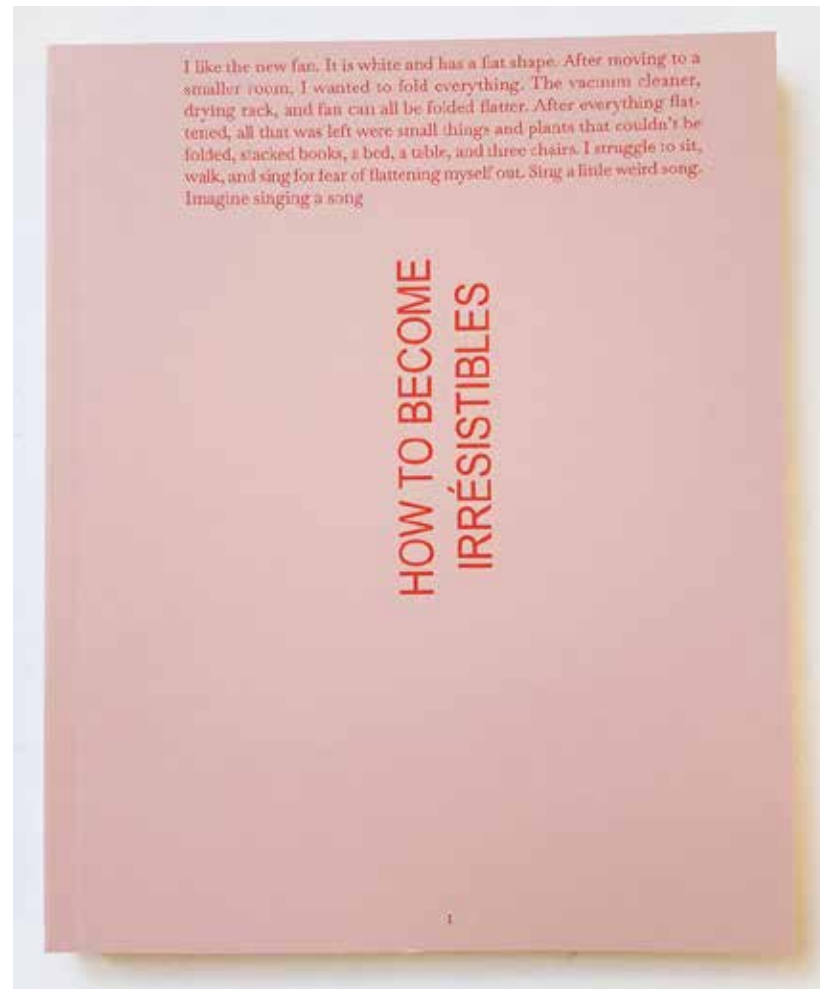 I like the new fan. It is white and has a flat shape. After moving to a
smaller room, I wanted to fold everything. The vacuum cleaner,
drying rack, and fan can all be folded flatter. After everything flat-
tened, all that was left were small things and plants that couldn't be
folded, stacked books, a bed, a table, and three chairs. I struggle to sit,
walk, and sing for fear of flattening myself out. Sing a little weird song.
Imagine singing a song
HOW TO BECOME
IRRÉSISTIBLES
1